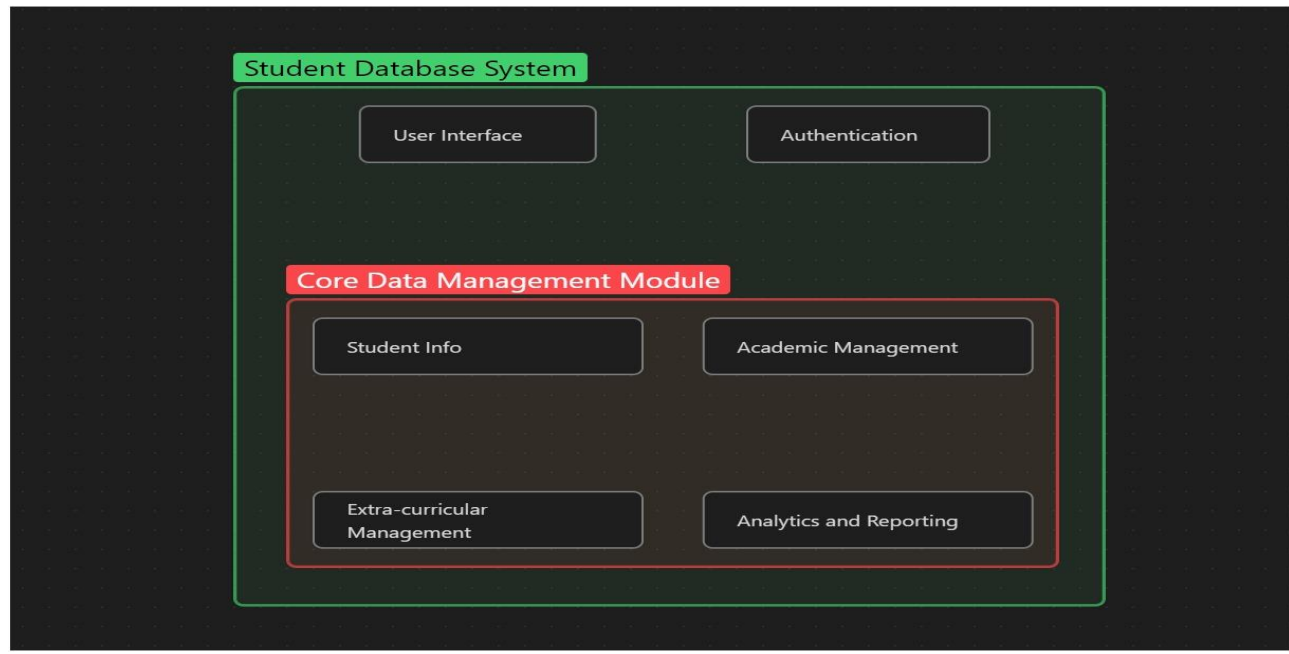 Student Database System
User Interface
Authentication
Core Data Management Module
Student Info
Academic Management
Extra-curricular
Management
Analytics and Reporting